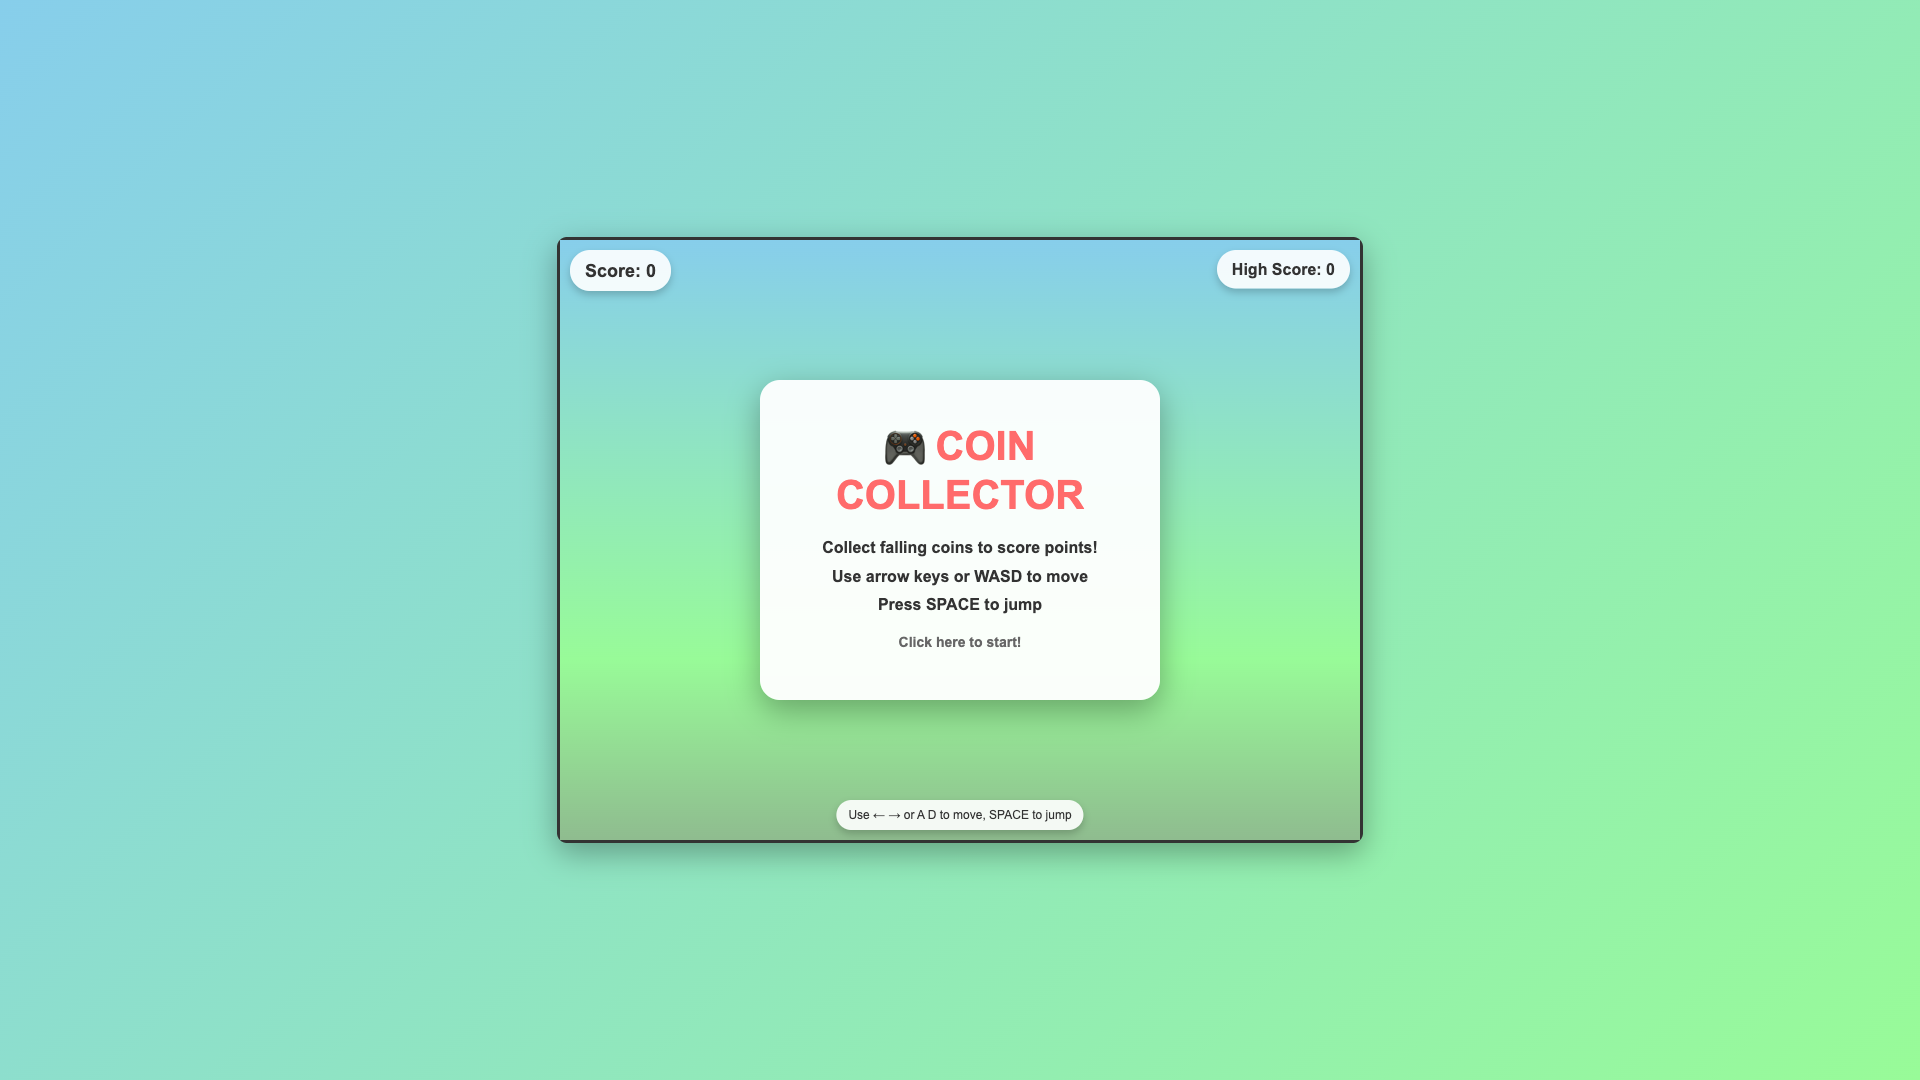 Score: 0
High Score: 0
🎮 COIN
COLLECTOR
Collect falling coins to score points!
Use arrow keys or WASD to move
Press SPACE to jump
Click here to start!
Use ← → or A D to move, SPACE to jump